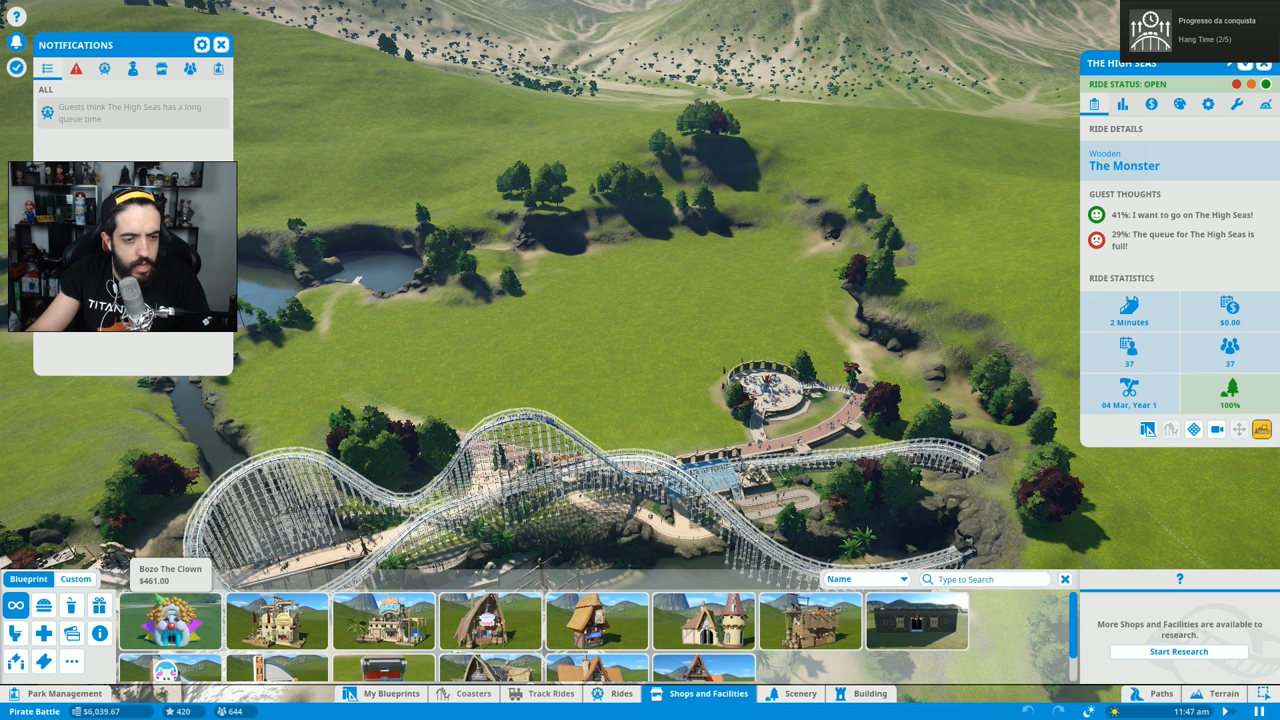 Progresso da conquista
Hang Time (2/5)
NOTIFICATIONS
ALL
Guests think The High Seas has a long
queue time
TITAN
THE HIGH SEAS
RIDE STATUS: OPEN
RIDE DETAILS
Wooden
The Monster
GUEST THOUGHTS
41%: I want to go on The High Seas!
29%: The queue for The High Seas is
full!
RIDE STATISTICS
2 Minutes
$0.00
37
37
04 Mar, Year 1
100%
Bozo The Clown
$461.00
Blueprint
Custom
Name
Type to Search
?
More Shops and Facilities are available to
research.
Start Research
Park Management
My Blueprints
Coasters
Track Rides
Rides
Shops and Facilities
Scenery
Building
Paths
Terrain
Pirate Battle
$6,039.67
420
644
11:47 am